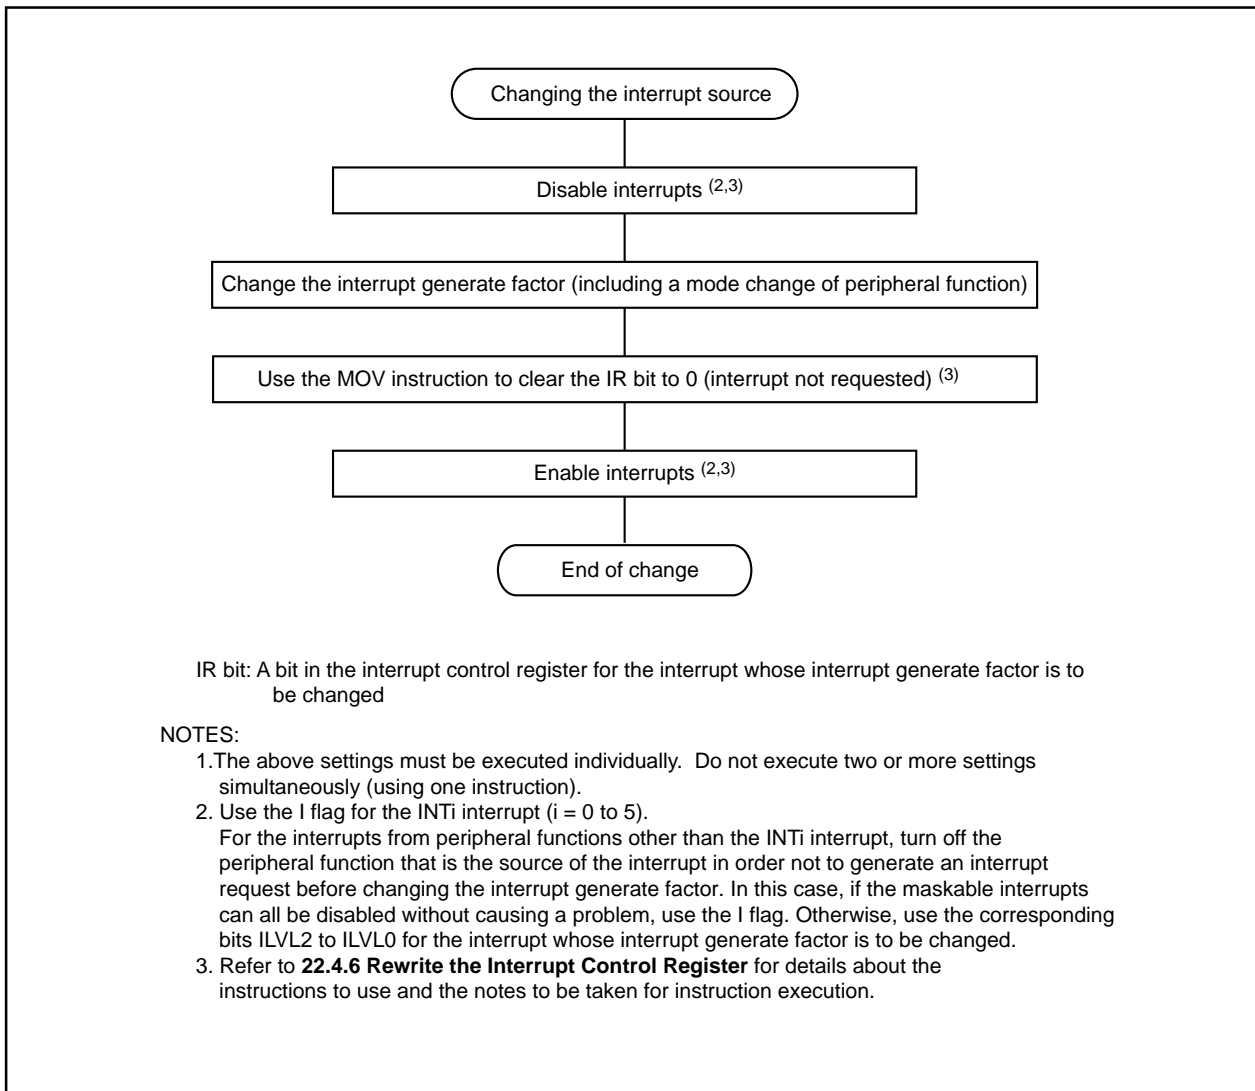 Changing the interrupt source
Disable interrupts (2,3)
Change the interrupt generate factor (including a mode change of peripheral function)
Use the MOV instruction to clear the IR bit to 0 (interrupt not requested) (3)
Enable interrupts (2,3)
End of change
IR bit: A bit in the interrupt control register for the interrupt whose interrupt generate factor is to
be changed
NOTES:
1.The above settings must be executed individually.  Do not execute two or more settings
simultaneously (using one instruction).
2. Use the I flag for the INTi interrupt (i = 0 to 5).
For the interrupts from peripheral functions other than the INTi interrupt, turn off the
peripheral function that is the source of the interrupt in order not to generate an interrupt
request before changing the interrupt generate factor. In this case, if the maskable interrupts
can all be disabled without causing a problem, use the I flag. Otherwise, use the corresponding
bits ILVL2 to ILVL0 for the interrupt whose interrupt generate factor is to be changed.
3. Refer to 22.4.6 Rewrite the Interrupt Control Register for details about the
instructions to use and the notes to be taken for instruction execution.